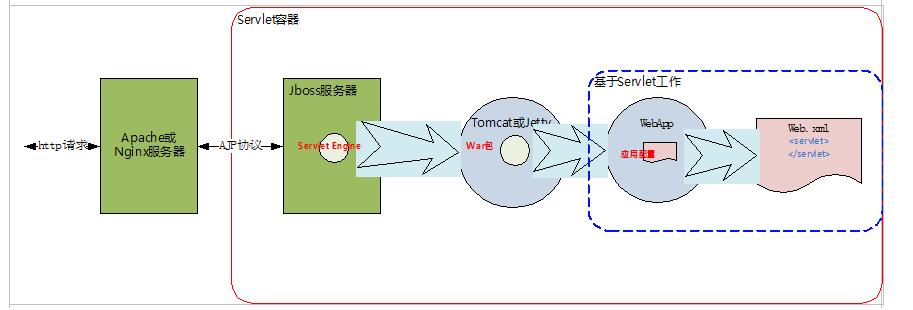 Servlet容器
http请求
Apache或
Nginx服务器
AJP协议
Jboss服务器
Servlet Engine
Tomcat或Jetty
War包
基于Servlet工作
WebApp
应用配置
Web.xml
<servlet>
</servlet>